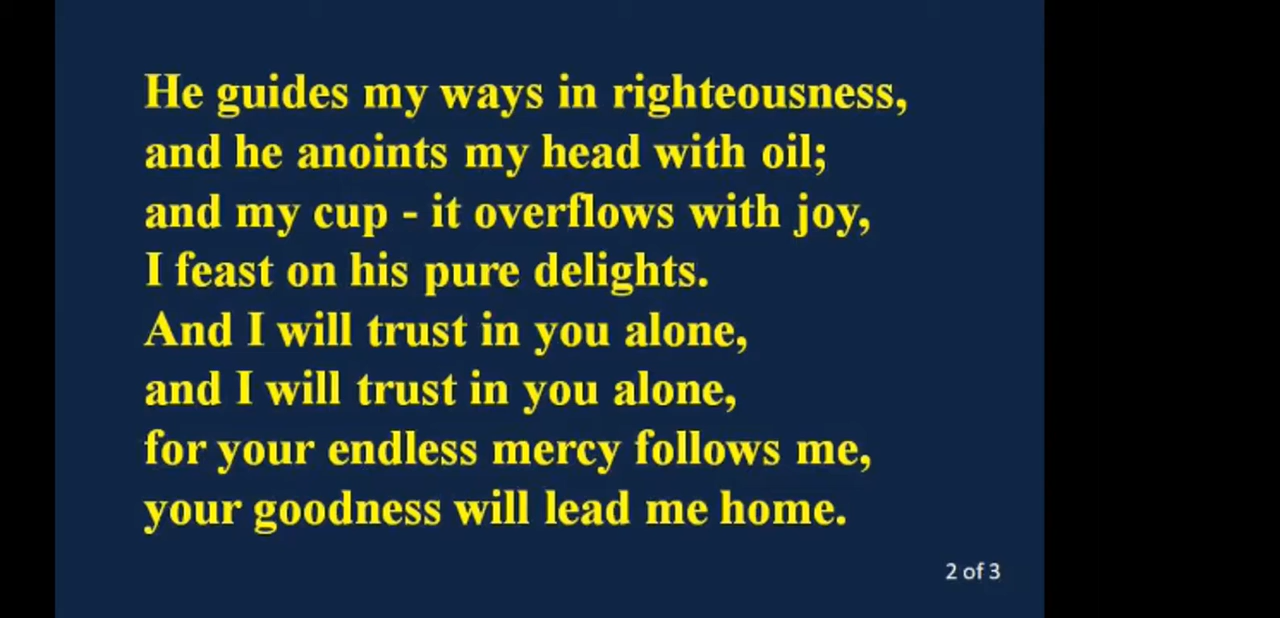 He guides my ways in righteousness,
and he anoints my head with oil;
and my cup - it overflows with joy,
I feast on his pure delights.
And I will trust in you alone,
and I will trust in you alone,
for your endless mercy follows me,
your goodness will lead me home.
2 of 3